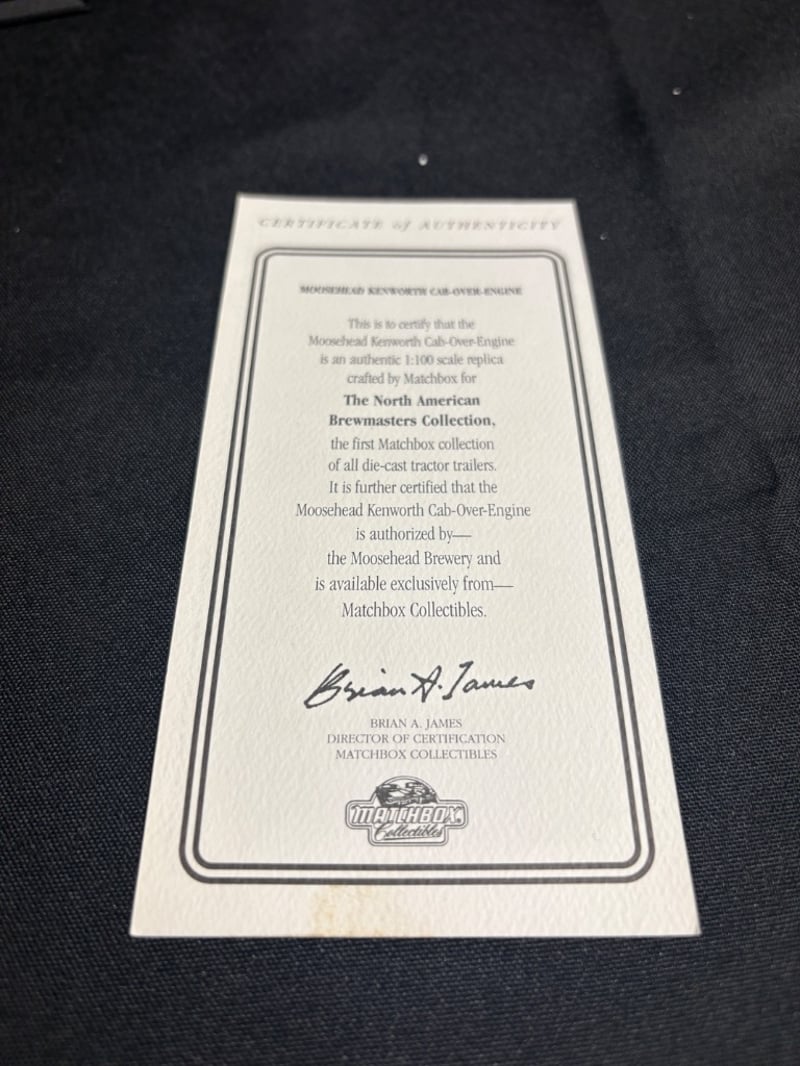 CERTIFICATE of AUTHENTICITY
MOOSEHEAD KENWORTH CAB-OVER-ENGINE
This is to certify that the
Moosehead Kenworth Cab-Over-Engine
is an authentic 1:100 scale replica
crafted by Matchbox for
The North American
Brewmasters Collection,
the first Matchbox collection
of all die-cast tractor trailers.
It is further certified that the
Moosehead Kenworth Cab-Over-Engine
is authorized by—
the Moosehead Brewery and
is available exclusively from—
Matchbox Collectibles.
Brian A. James
BRIAN A. JAMES
DIRECTOR OF CERTIFICATION
MATCHBOX COLLECTIBLES
MATCHBOX
Collectibles